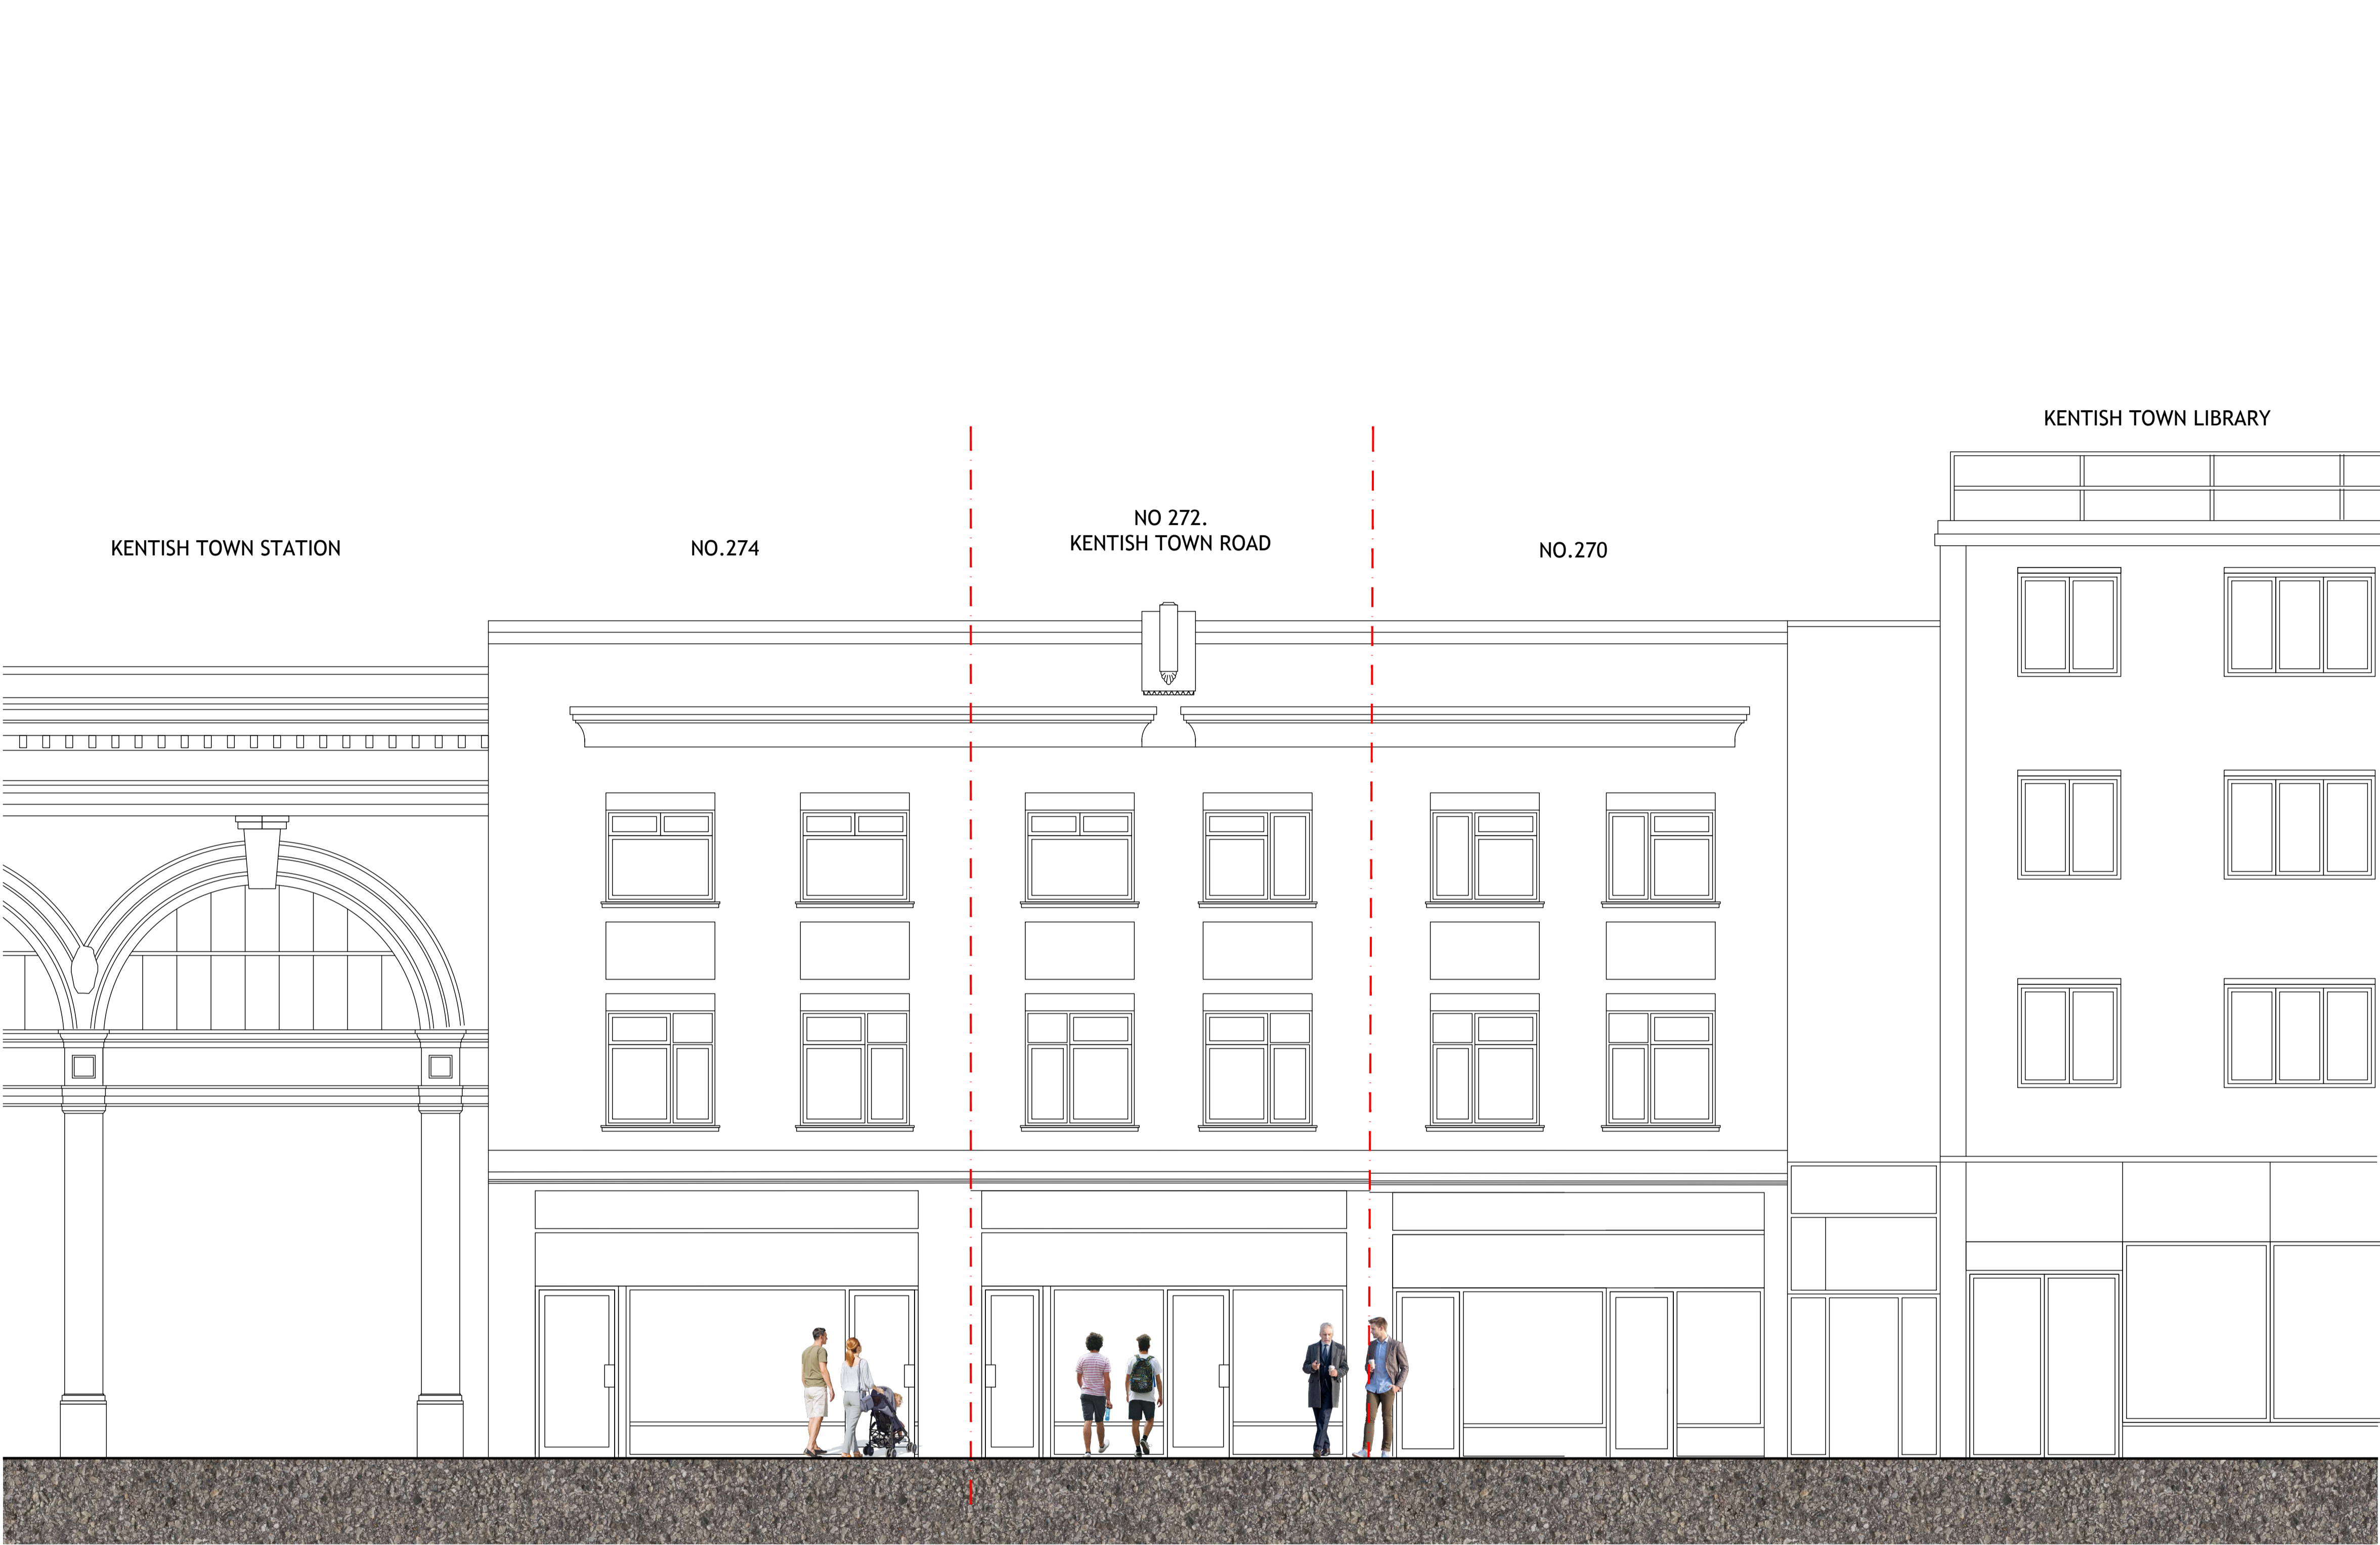 KENTISH TOWN LIBRARY
NO 272.
KENTISH TOWN ROAD
KENTISH TOWN STATION
NO.274
NO.270